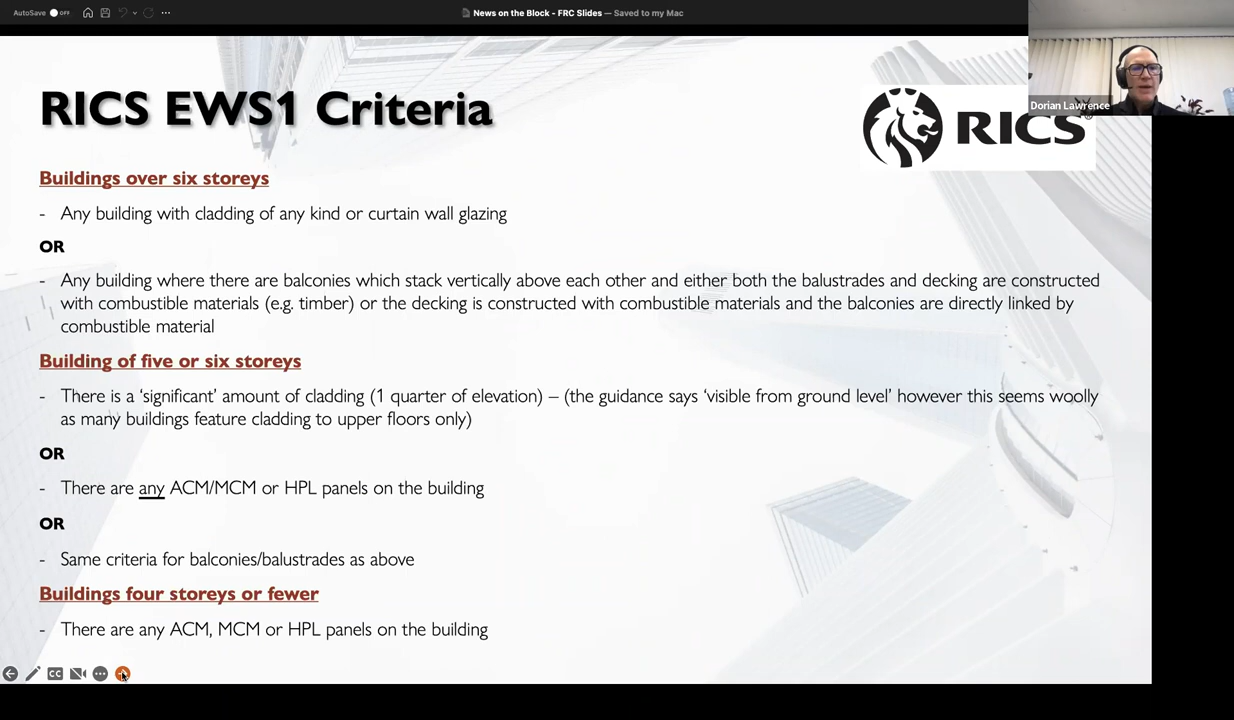 AutoSave OFF
News on the Block - FRC Slides — Saved to my Mac
Dorian Lawrence
RICS EWS1 Criteria
RICS®
Buildings over six storeys
- Any building with cladding of any kind or curtain wall glazing
OR
- Any building where there are balconies which stack vertically above each other and either both the balustrades and decking are constructed
with combustible materials (e.g. timber) or the decking is constructed with combustible materials and the balconies are directly linked by
combustible material
Building of five or six storeys
- There is a ‘significant’ amount of cladding (1 quarter of elevation) – (the guidance says ‘visible from ground level’ however this seems woolly
as many buildings feature cladding to upper floors only)
OR
- There are any ACM/MCM or HPL panels on the building
OR
- Same criteria for balconies/balustrades as above
Buildings four storeys or fewer
- There are any ACM, MCM or HPL panels on the building
CC